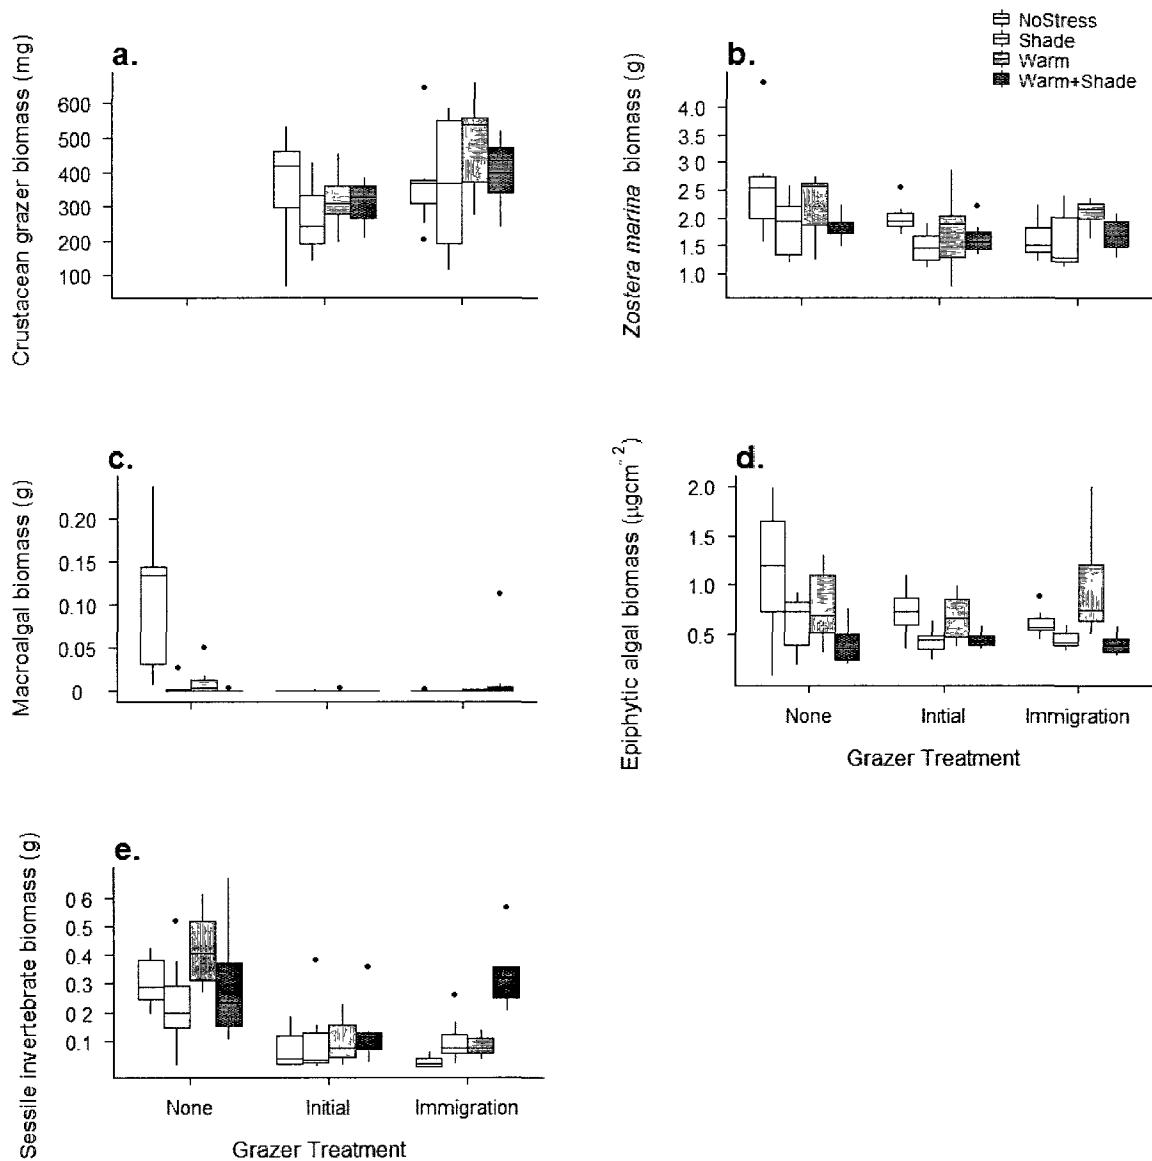 NoStress
Shade
Warm
Warm+Shade
a.
Crustacean grazer biomass (mg)
600
500
400
300
200
100
b.
Zostera marina biomass (g)
4.0
3.5
3.0
2.5
2.0
1.5
1.0
c.
Macroalgal biomass (g)
0.20
0.15
0.10
0.05
0
d.
Epiphytic algal biomass (µgcm⁻²)
2.0
1.5
1.0
0.5
None Initial Immigration
Grazer Treatment
e.
Sessile invertebrate biomass (g)
0.6
0.5
0.4
0.3
0.2
0.1
None Initial Immigration
Grazer Treatment